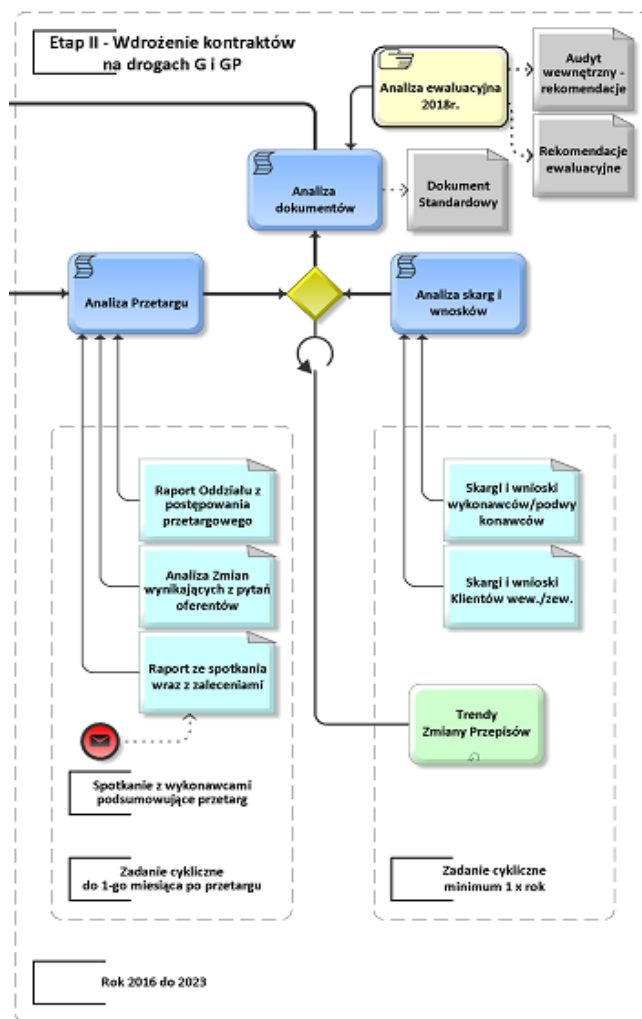 Etap II - Wdrożenie kontraktów
na drogach G i GP
Analiza ewaluacyjna
2018r.
Audyt
wewnętrzny -
rekomendacje
Rekomendacje
ewaluacyjne
Analiza
dokumentów
Dokument
Standardowy
Analiza Przetargu
Analiza skarg i
wnosków
Raport Oddziału z
postępowania
przetargowego
Analiza Zmian
wynikających z pytań
oferentów
Raport ze spotkania
wraz z zaleceniami
Skargi i wnioski
wykonawców/podwy
konawców
Skargi i wnioski
Klientów wew./zew.
Trendy
Zmiany Przepisów
Spotkanie z wykonawcami
podsumowujące przetarg
Zadanie cykliczne
do 1-go miesiąca po przetargu
Zadanie cykliczne
minimum 1 x rok
Rok 2016 do 2023